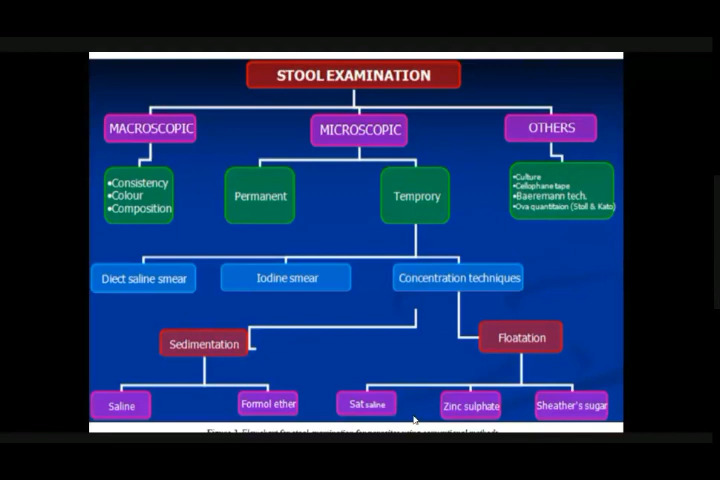 STOOL EXAMINATION
MACROSCOPIC
MICROSCOPIC
OTHERS
•Consistency
•Colour
•Composition
Permanent
Temprory
•Culture
•Cellophane tape
•Baeremann tech.
•Ova quantitaion (Stoll & Kato)
Diect saline smear
Iodine smear
Concentration techniques
Sedimentation
Floatation
Saline
Formol ether
Sat saline
Zinc sulphate
Sheather's sugar